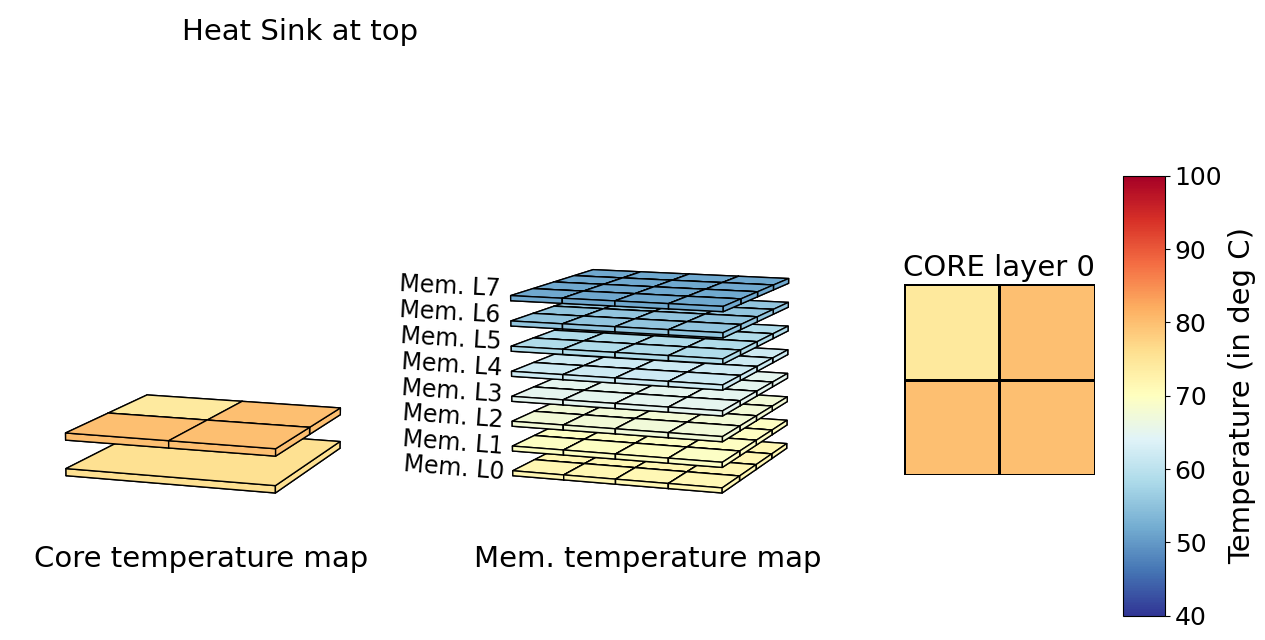 Heat Sink at top
Mem. L7
Mem. L6
Mem. L5
Mem. L4
Mem. L3
Mem. L2
Mem. L1
Mem. L0
Core temperature map
Mem. temperature map
CORE layer 0
100
90
80
70
60
50
40
Temperature (in deg C)